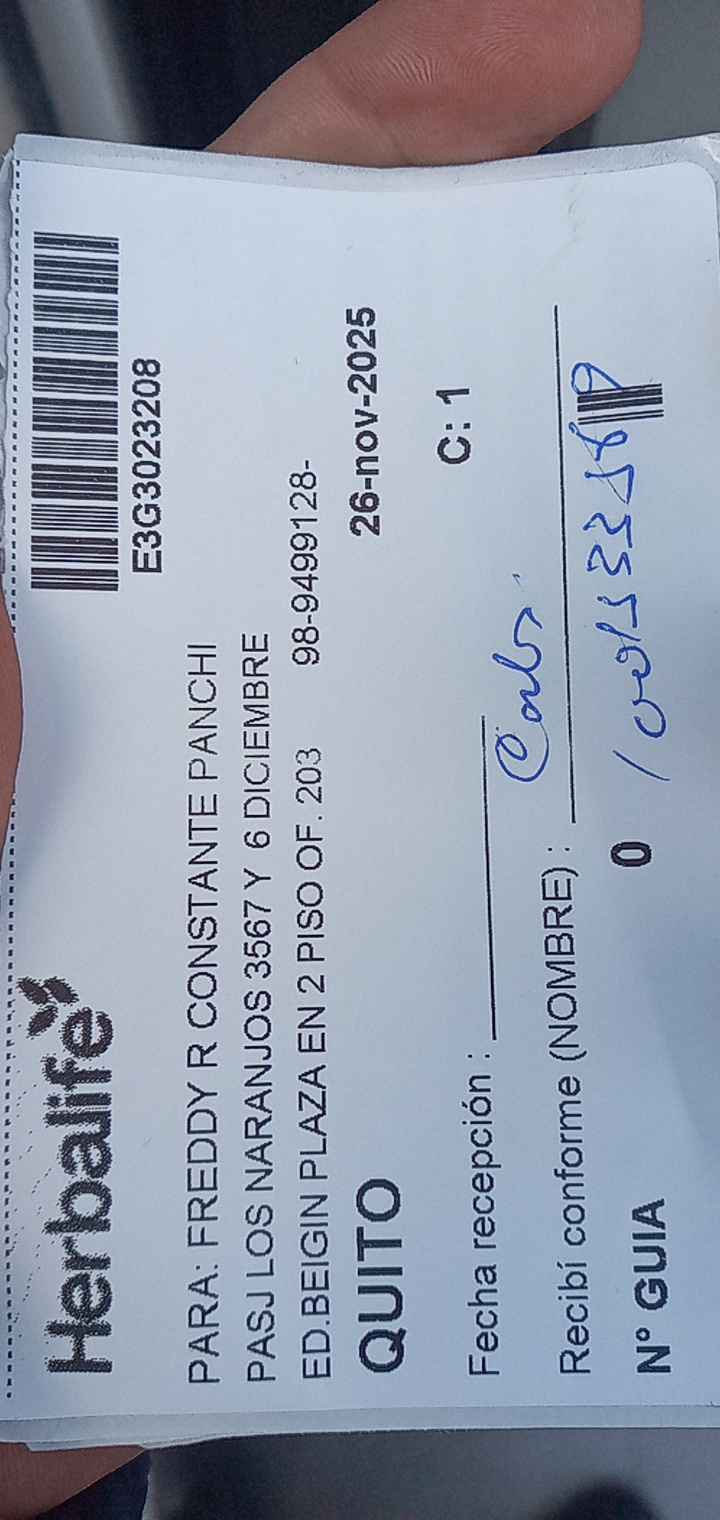 Herbalife
E3G3023208
PARA: FREDDY R CONSTANTE PANCHI
PASJ LOS NARANJOS 3567 Y 6 DICIEMBRE
ED.BEIGIN PLAZA EN 2 PISO OF. 203 98-9499128-
QUITO 26-nov-2025
Fecha recepción : C: 1
Recibí conforme (NOMBRE) :
Nº GUIA 0